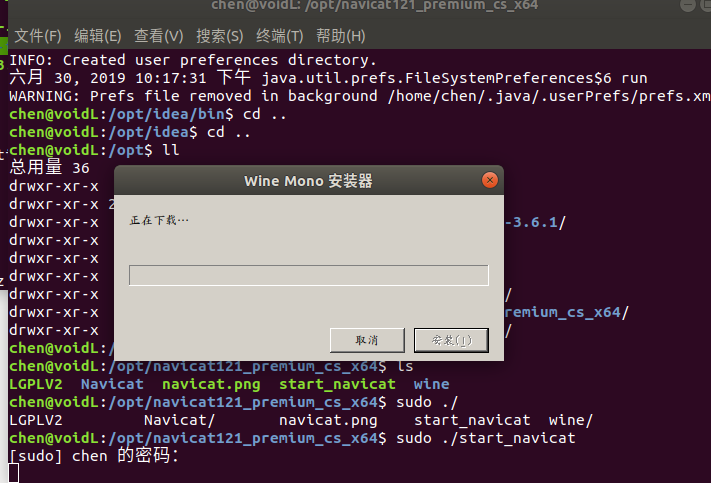 chen@voidL: /opt/navicat121_premium_cs_x64
文件(F) 编辑(E) 查看(V) 搜索(S) 终端(T) 帮助(H)
INFO: Created user preferences directory.
六月 30, 2019 10:17:31 下午 java.util.prefs.FileSystemPreferences$6 run
WARNING: Prefs file removed in background /home/chen/.java/.userPrefs/prefs.xm
chen@voidL:/opt/idea/bin$ cd ..
chen@voidL:/opt/idea$ cd ..
chen@voidL:/opt$ ll
总用量 36
drwxr-xr-x
drwxr-xr-x 2
drwxr-xr-x -3.6.1/
drwxr-xr-x
drwxr-xr-x
drwxr-xr-x
drwxr-xr-x /
drwxr-xr-x remium_cs_x64/
drwxr-xr-x /
Wine Mono 安装器
正在下载…
取消 安装(I)
chen@voidL:/
chen@voidL:/opt/navicat121_premium_cs_x64$ ls
LGPLV2 Navicat navicat.png start_navicat wine
chen@voidL:/opt/navicat121_premium_cs_x64$ sudo ./
LGPLV2 Navicat/ navicat.png start_navicat wine/
chen@voidL:/opt/navicat121_premium_cs_x64$ sudo ./start_navicat
[sudo] chen 的密码：